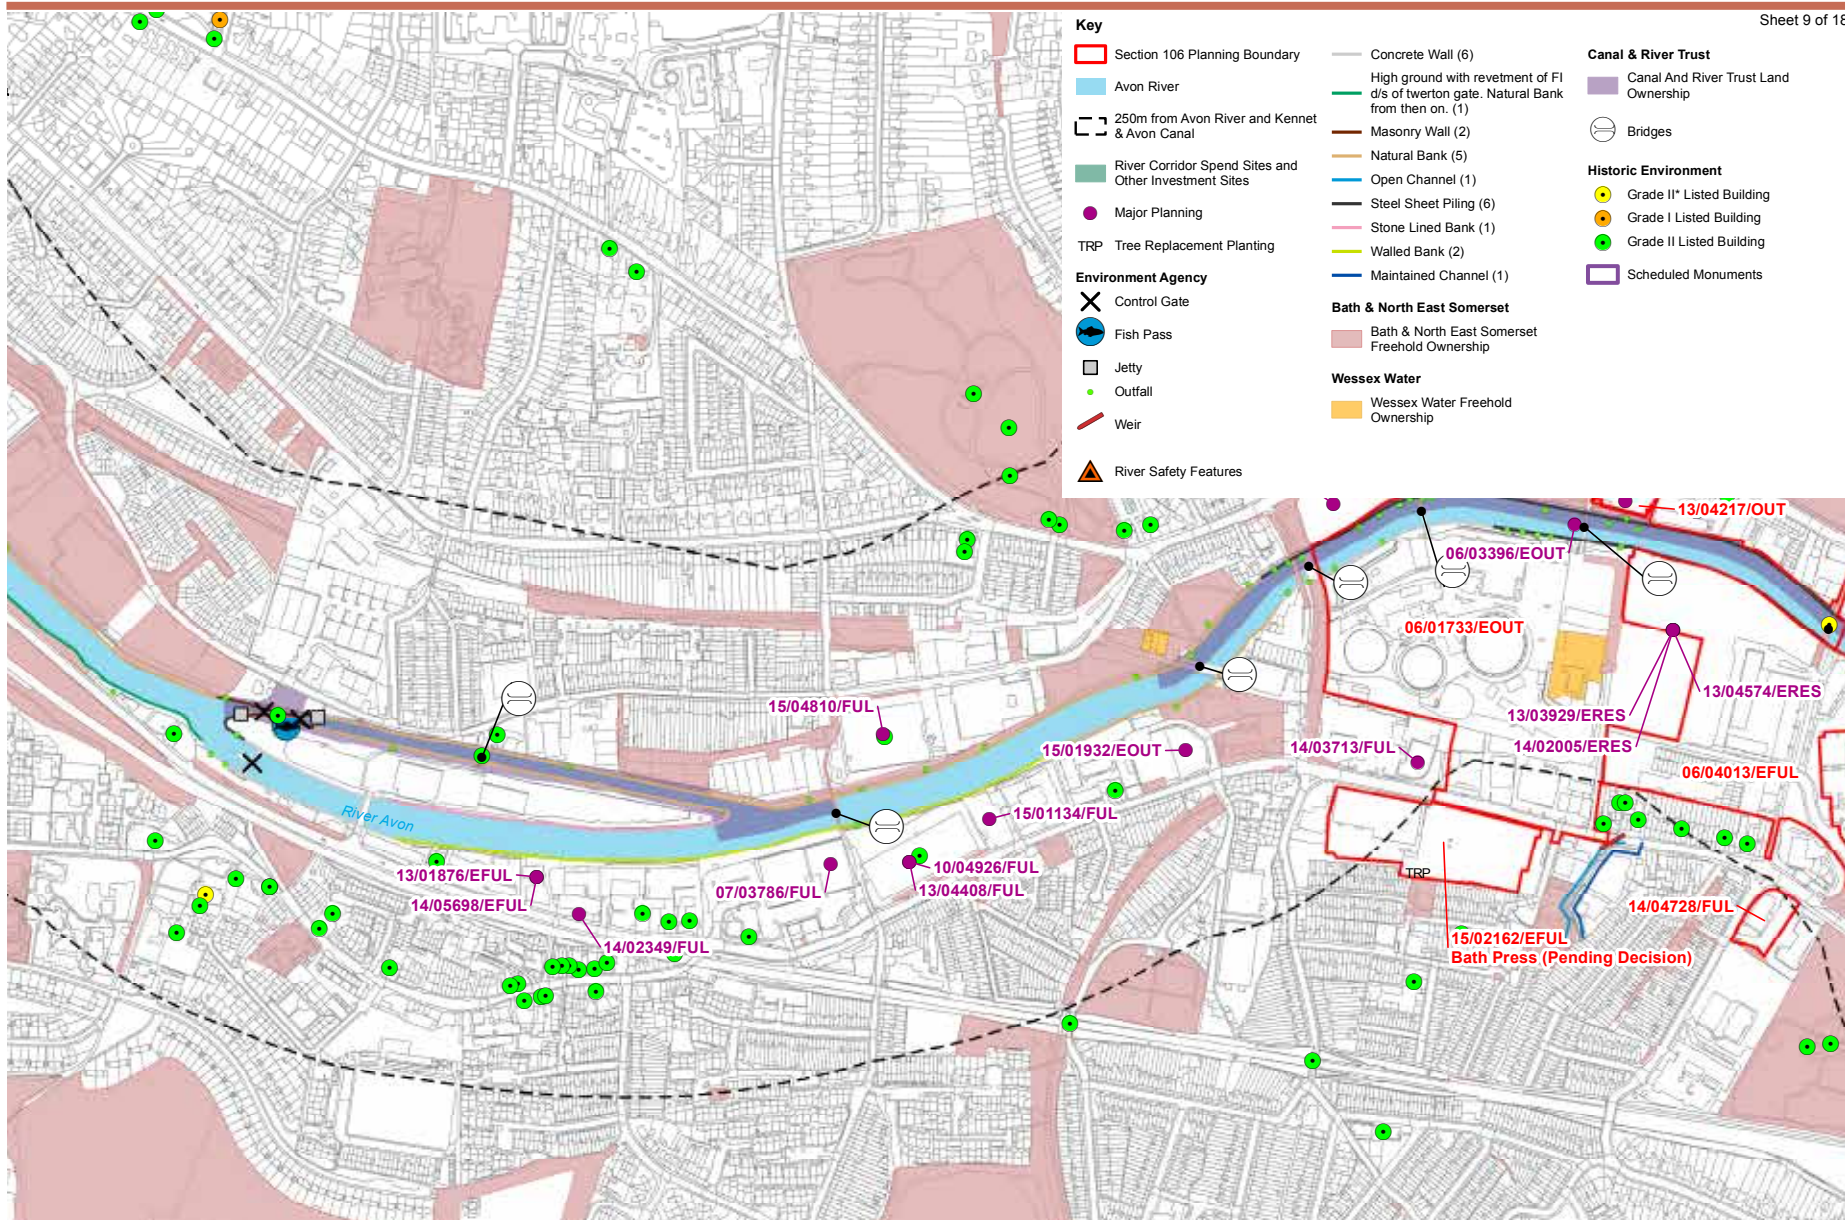 Sheet 9 of 18
Key
Section 106 Planning Boundary
Avon River
250m from Avon River and Kennet
& Avon Canal
River Corridor Spend Sites and
Other Investment Sites
Major Planning
TRP Tree Replacement Planting
Environment Agency
Control Gate
Fish Pass
Jetty
Outfall
Weir
River Safety Features
Concrete Wall (6)
High ground with revetment of FI
d/s of twerton gate. Natural Bank
from then on. (1)
Masonry Wall (2)
Natural Bank (5)
Open Channel (1)
Steel Sheet Piling (6)
Stone Lined Bank (1)
Walled Bank (2)
Maintained Channel (1)
Bath & North East Somerset
Bath & North East Somerset
Freehold Ownership
Wessex Water
Wessex Water Freehold
Ownership
Canal & River Trust
Canal And River Trust Land
Ownership
Bridges
Historic Environment
Grade II* Listed Building
Grade I Listed Building
Grade II Listed Building
Scheduled Monuments
13/04217/OUT
06/03396/EOUT
06/01733/EOUT
13/04574/ERES
13/03929/ERES
14/02005/ERES
15/04810/FUL
15/01932/EOUT
14/03713/FUL
06/04013/EFUL
River Avon
15/01134/FUL
10/04926/FUL
13/04408/FUL
07/03786/FUL
13/01876/EFUL
14/05698/EFUL
TRP
14/04728/FUL
14/02349/FUL
15/02162/EFUL
Bath Press (Pending Decision)